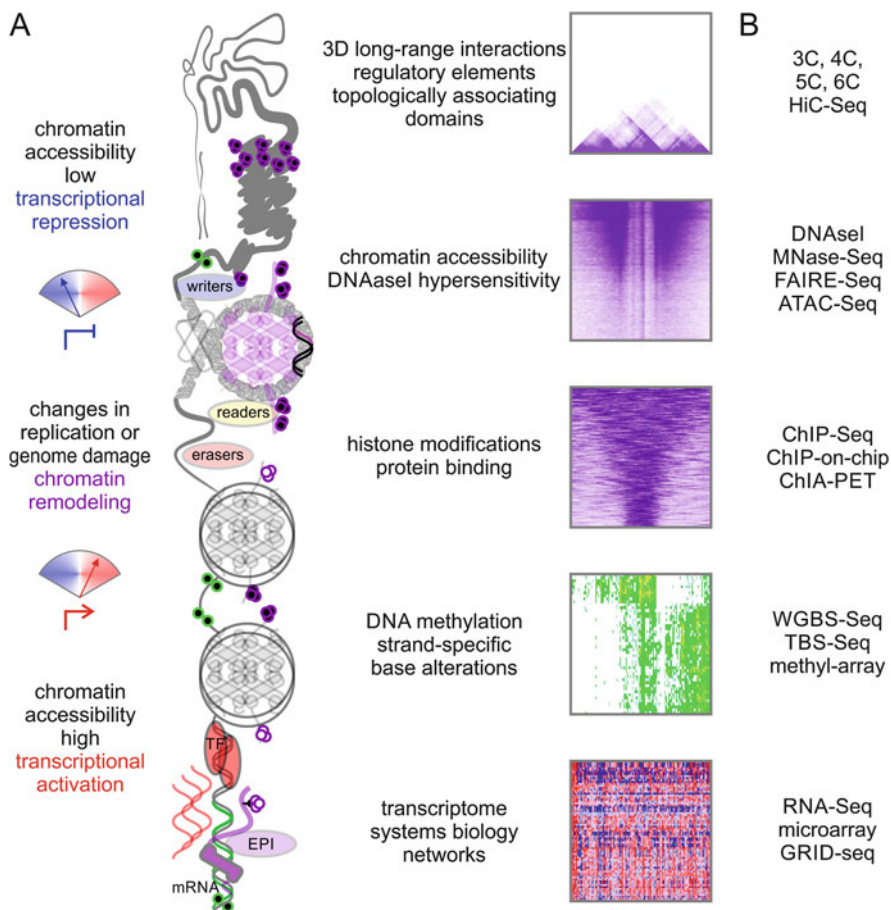 A
B
chromatin
accessibility
low
transcriptional
repression
writers
readers
erasers
changes in
replication or
genome damage
chromatin
remodeling
chromatin
accessibility
high
transcriptional
activation
TF
EPI
mRNA
3D long-range interactions
regulatory elements
topologically associating
domains
3C, 4C,
5C, 6C
HiC-Seq
chromatin accessibility
DNAaseI hypersensitivity
DNAseI
MNase-Seq
FAIRE-Seq
ATAC-Seq
histone modifications
protein binding
ChIP-Seq
ChIP-on-chip
ChIA-PET
DNA methylation
strand-specific
base alterations
WGBS-Seq
TBS-Seq
methyl-array
transcriptome
systems biology
networks
RNA-Seq
microarray
GRID-seq